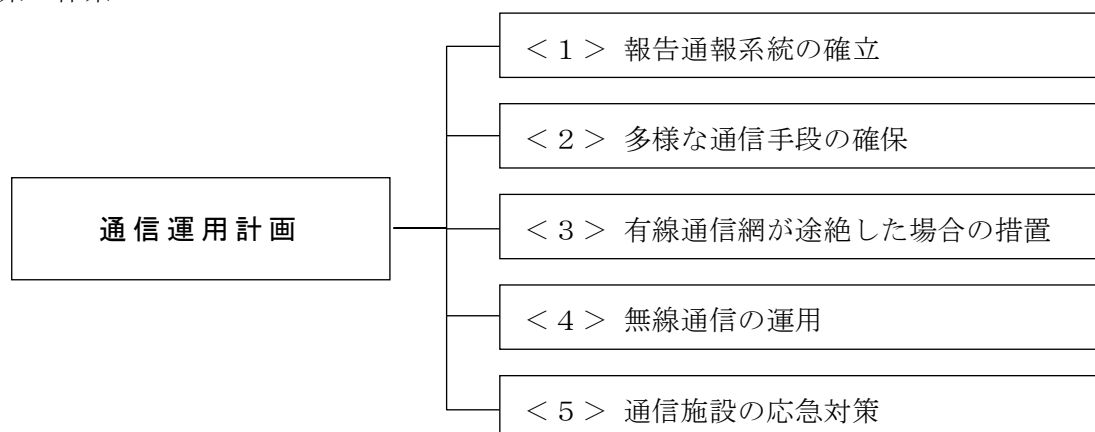 ＜１＞ 報告通報系統の確立
＜２＞ 多様な通信手段の確保
通信運用計画
＜３＞ 有線通信網が途絶した場合の措置
＜４＞ 無線通信の運用
＜５＞ 通信施設の応急対策